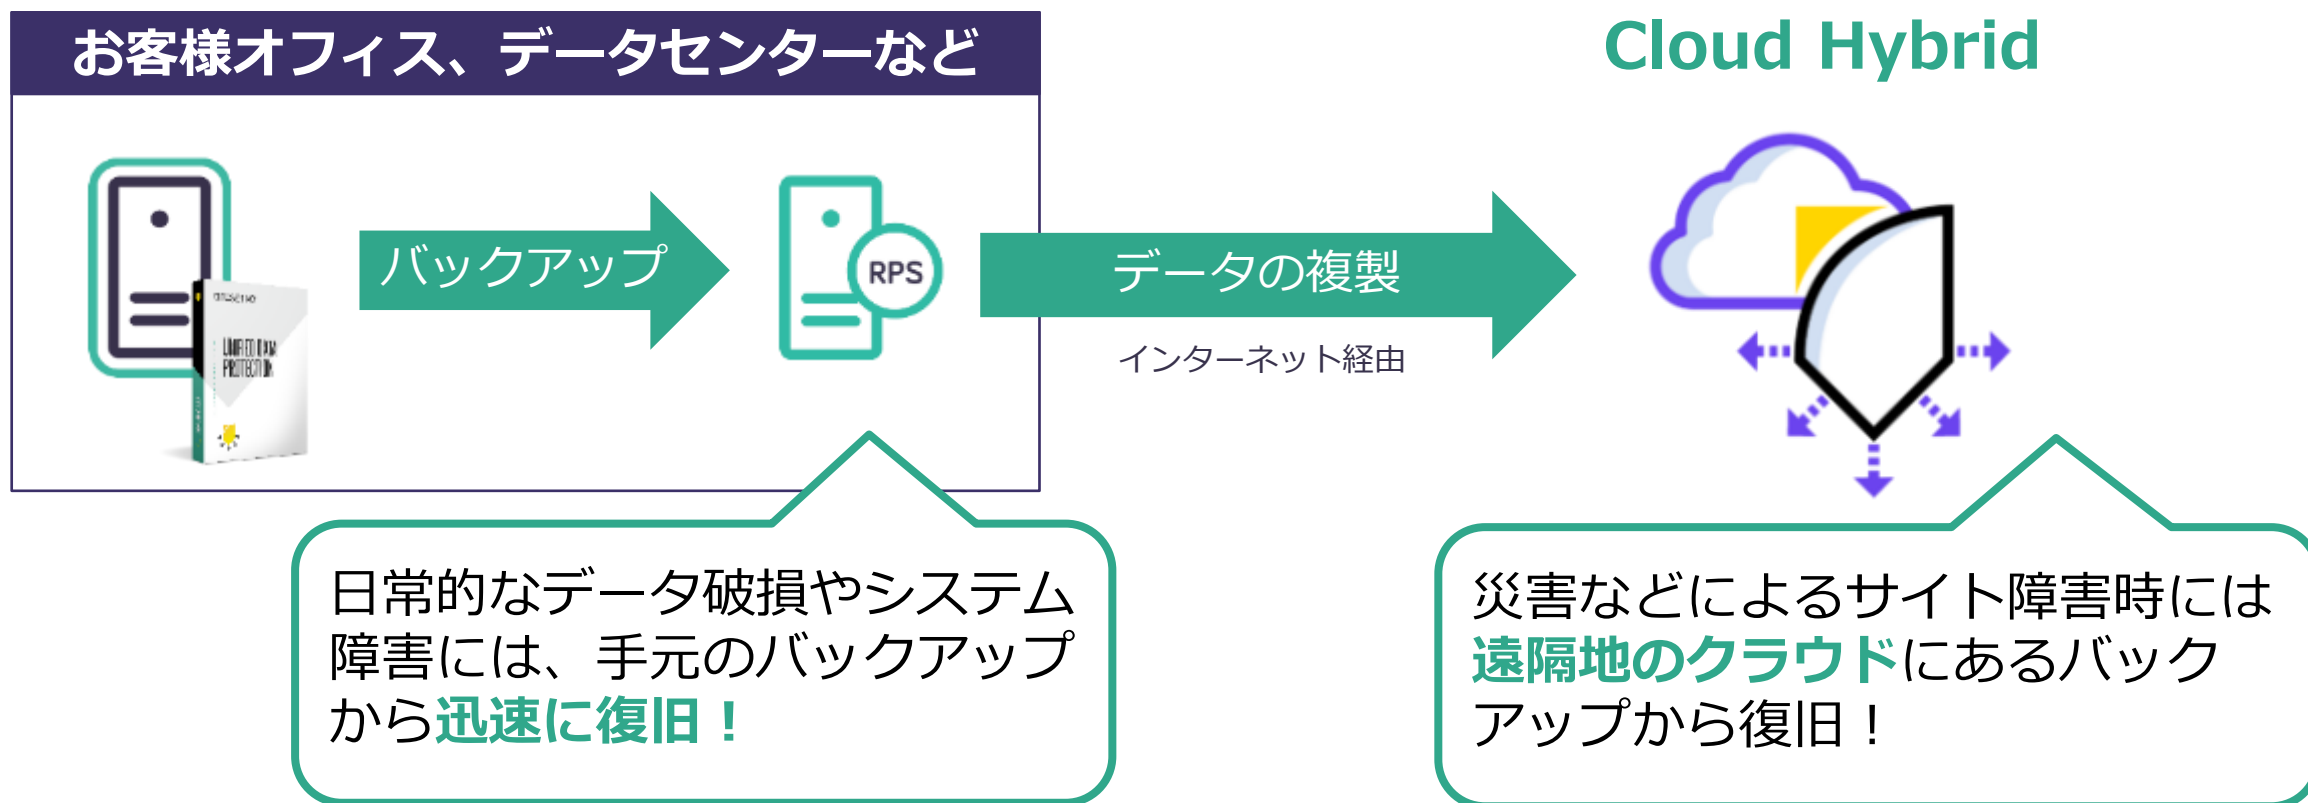 お客様オフィス、データセンターなど
Cloud Hybrid
バックアップ
RPS
データの複製
インターネット経由
UNIFIED DATA
PROTECTION
日常的なデータ破損やシステム
障害には、手元のバックアップ
から迅速に復旧！
災害などによるサイト障害時には
遠隔地のクラウドにあるバック
アップから復旧！